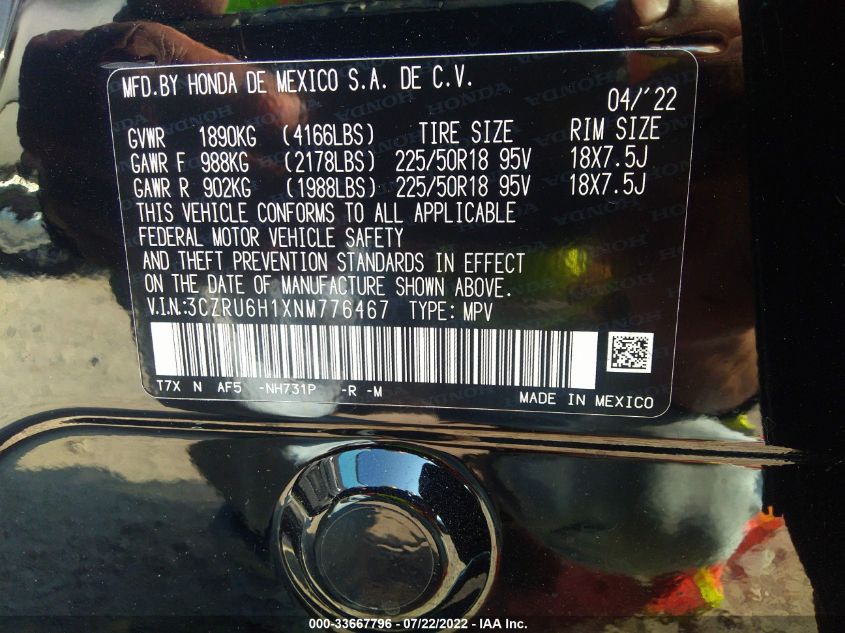 MFD.BY HONDA DE MEXICO S.A. DE C.V.
04/'22
GVWR 1890KG (4166LBS) TIRE SIZE RIM SIZE
GAWR F 988KG (2178LBS) 225/50R18 95V 18X7.5J
GAWR R 902KG (1988LBS) 225/50R18 95V 18X7.5J
THIS VEHICLE CONFORMS TO ALL APPLICABLE
FEDERAL MOTOR VEHICLE SAFETY
AND THEFT PREVENTION STANDARDS IN EFFECT
ON THE DATE OF MANUFACTURE SHOWN ABOVE.
V.I.N.:3CZRU6H1XNM776467 TYPE: MPV
T7X N AF5 -NH731P -R -M
MADE IN MEXICO
000-33667796 - 07/22/2022 - IAA Inc.